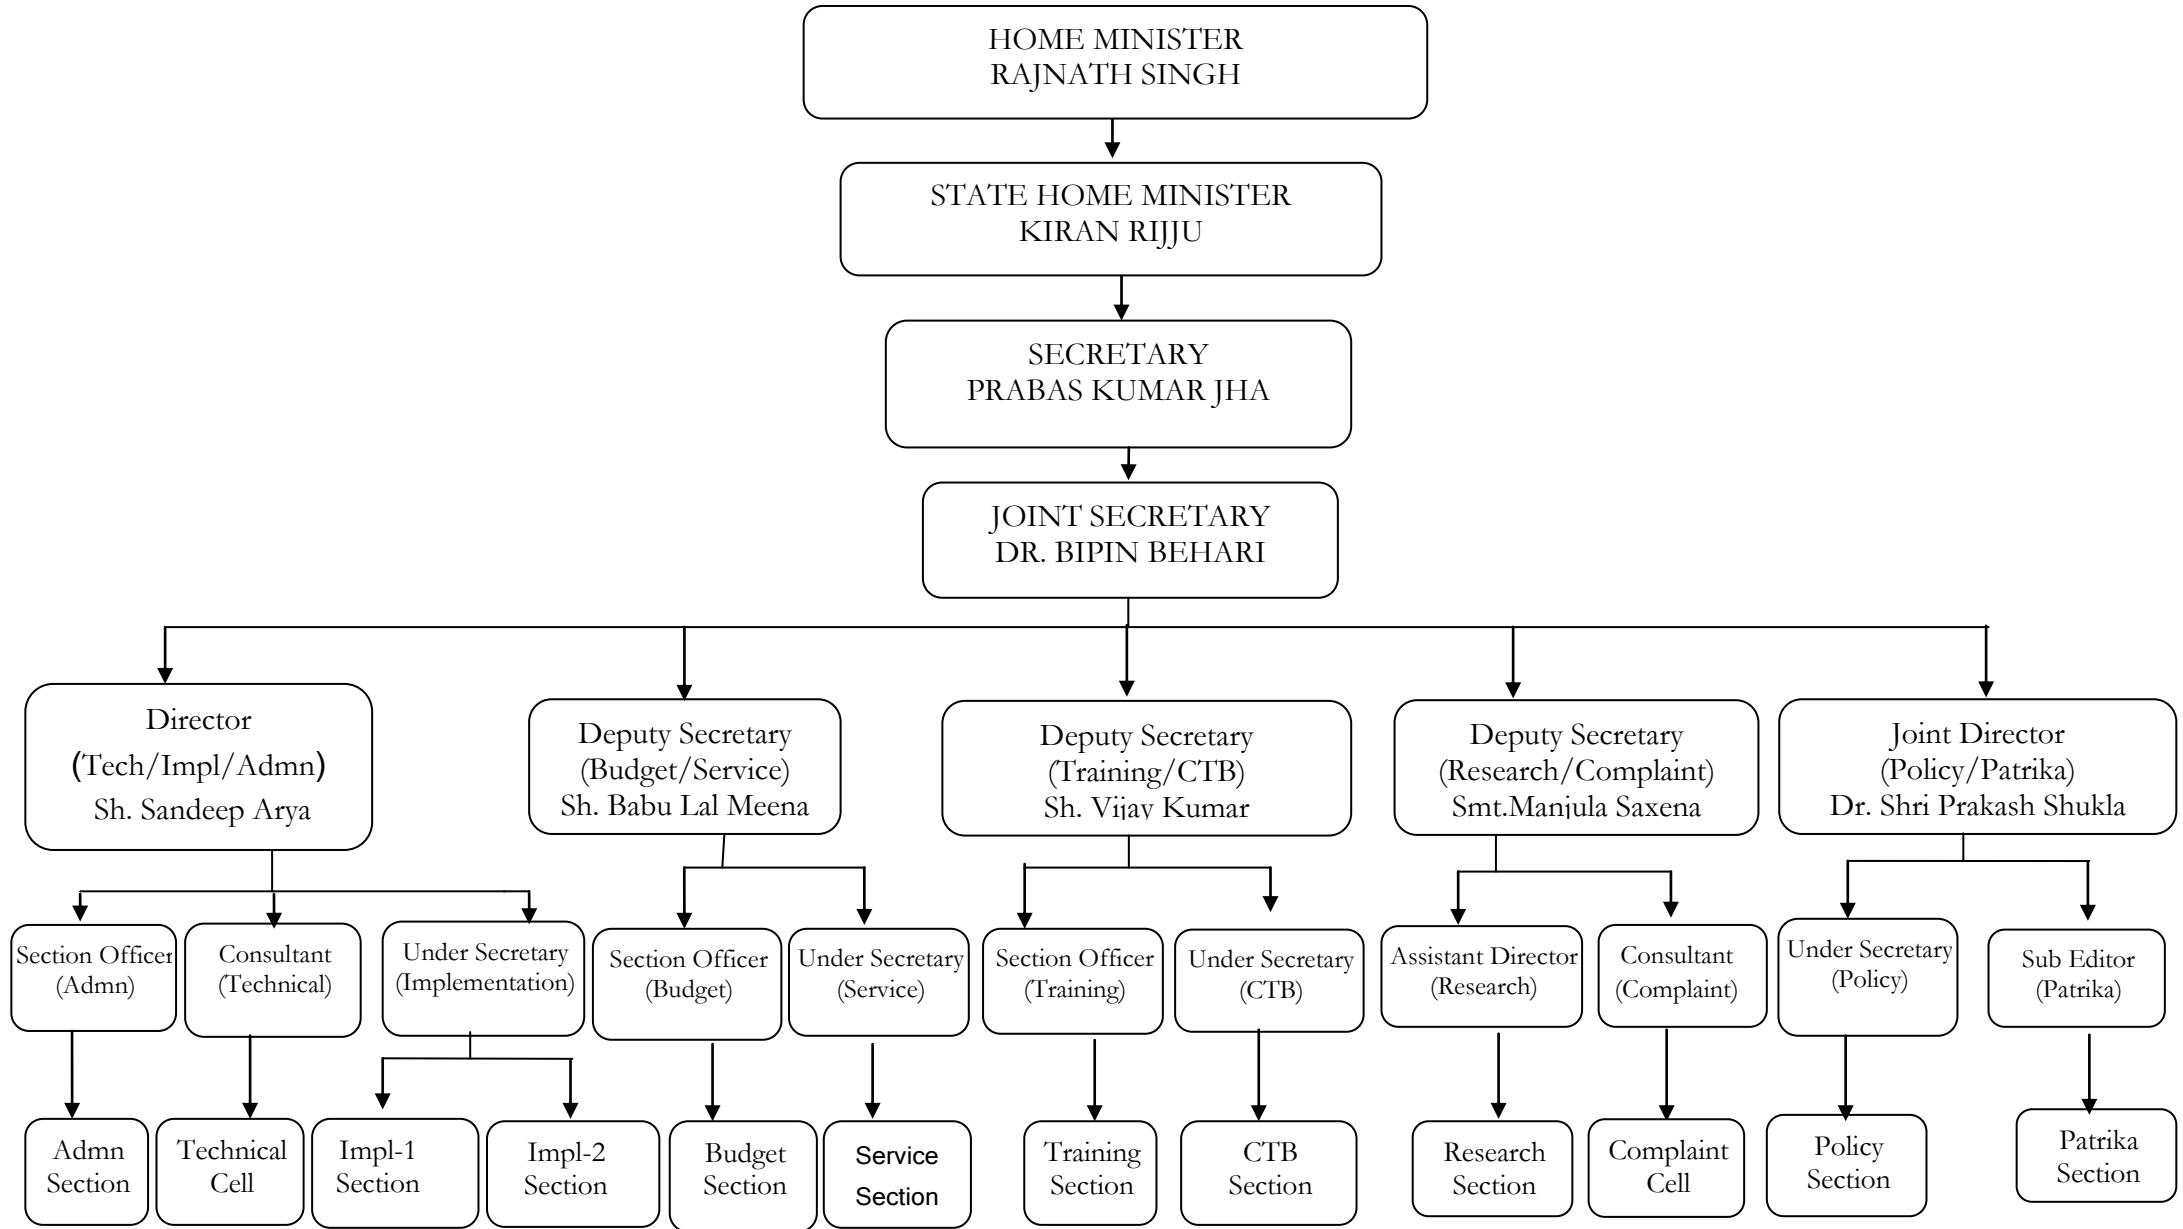 HOME MINISTER
RAJNATH SINGH
STATE HOME MINISTER
KIRAN RIJJU
SECRETARY
PRABAS KUMAR JHA
JOINT SECRETARY
DR. BIPIN BEHARI
Director
(Tech/Impl/Admn)
Sh. Sandeep Arya
Deputy Secretary
(Budget/Service)
Sh. Babu Lal Meena
Deputy Secretary
(Training/CTB)
Sh. Vijay Kumar
Deputy Secretary
(Research/Complaint)
Smt.Manjula Saxena
Joint Director
(Policy/Patrika)
Dr. Shri Prakash Shukla
Section Officer
(Admn)
Consultant
(Technical)
Under Secretary
(Implementation)
Section Officer
(Budget)
Under Secretary
(Service)
Section Officer
(Training)
Under Secretary
(CTB)
Assistant Director
(Research)
Consultant
(Complaint)
Under Secretary
(Policy)
Sub Editor
(Patrika)
Admn
Section
Technical
Cell
Impl-1
Section
Impl-2
Section
Budget
Section
Service
Section
Training
Section
CTB
Section
Research
Section
Complaint
Cell
Policy
Section
Patrika
Section